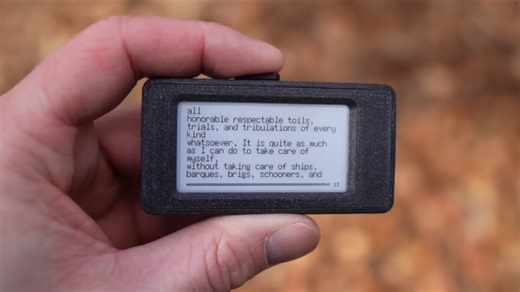 all
honorable respectable toils,
trials, and tribulations of every
kind
whatsoever. It is quite as much
as I can do to take care of
myself,
without taking care of ships,
barques, brigs, schooners, and